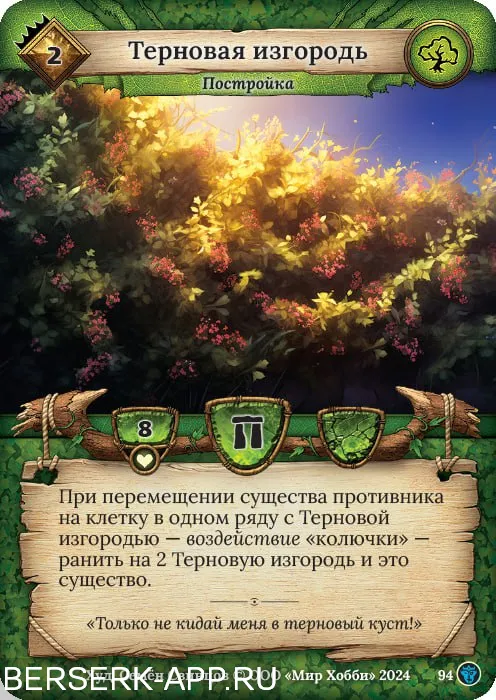 2
Терновая изгородь
Постройка
8
При перемещении существа противника
на клетку в одном ряду с Терновой
изгородью — воздействие «колючки» —
ранить на 2 Терновую изгородь и это
существо.
«Только не кидай меня в терновый куст!»
ООО «Мир Хобби» 2024 94
BERSERK-APP.RU